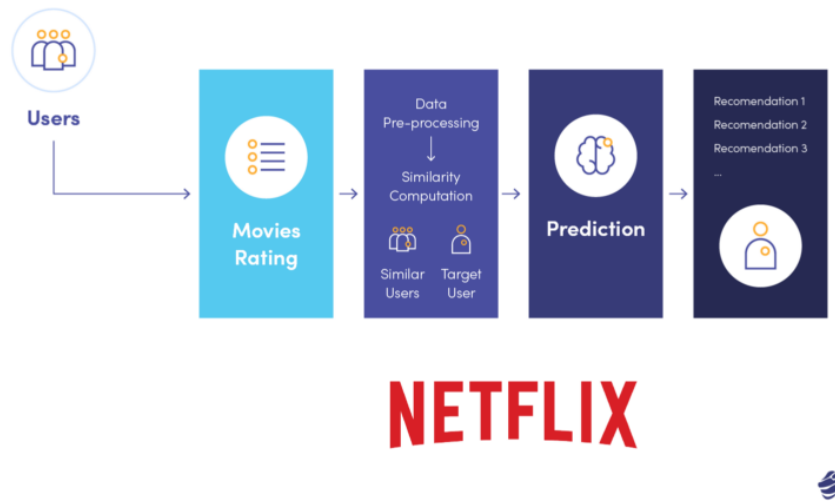 Users
Movies
Rating
Data
Pre-processing
Similarity
Computation
Similar
Users
Target
User
Prediction
Recomendation 1
Recomendation 2
Recomendation 3
...
NETFLIX